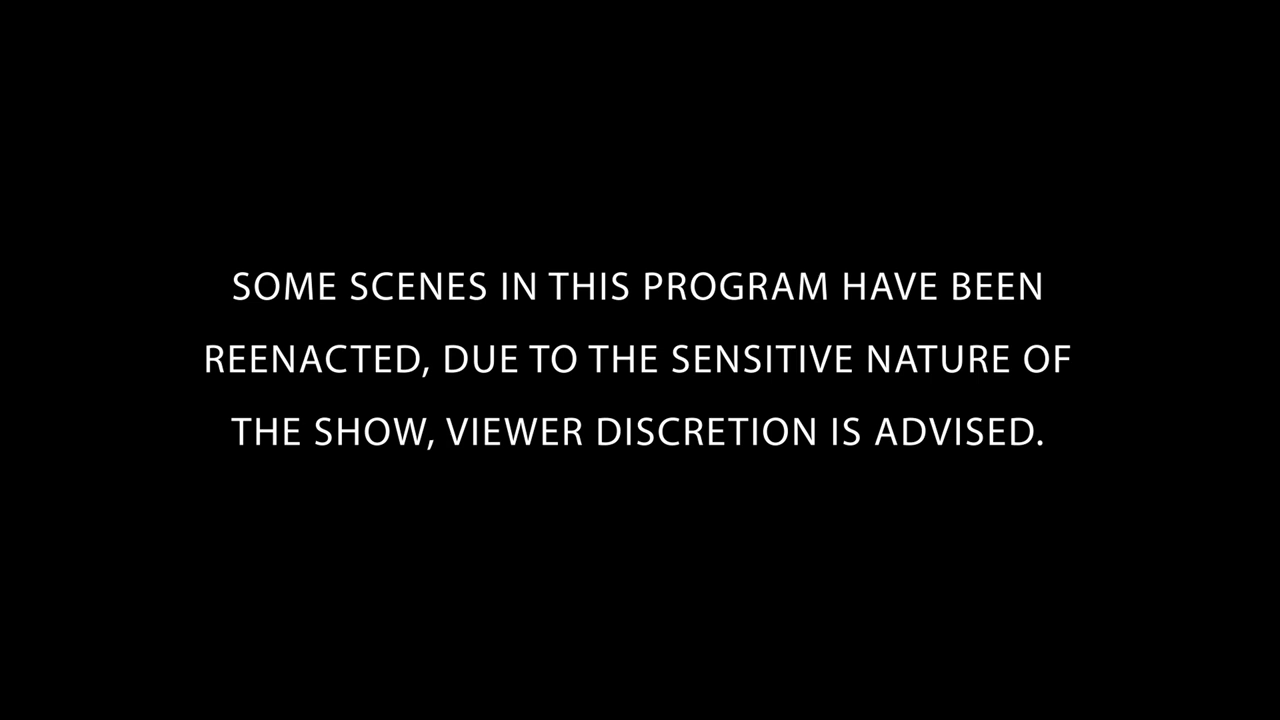 SOME SCENES IN THIS PROGRAM HAVE BEEN
REENACTED, DUE TO THE SENSITIVE NATURE OF
THE SHOW, VIEWER DISCRETION IS ADVISED.